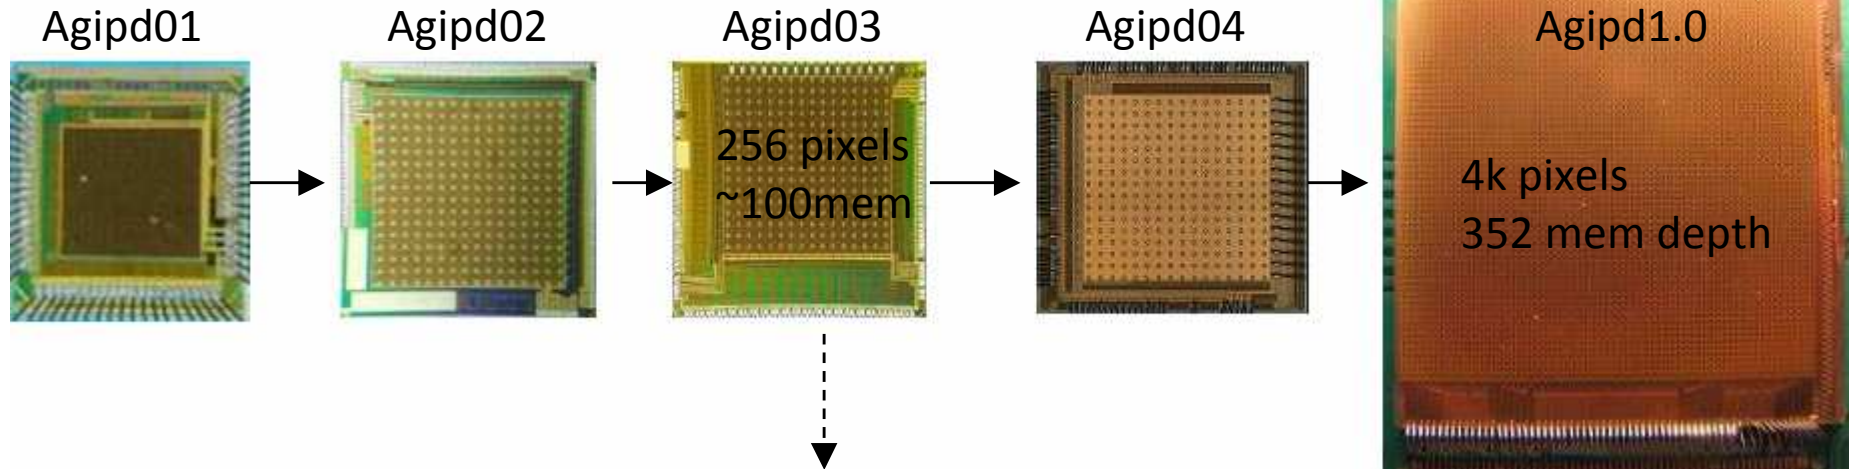 Agipd01
Agipd02
Agipd03
Agipd04
Agipd1.0
256 pixels
~100mem
4k pixels
352 mem depth